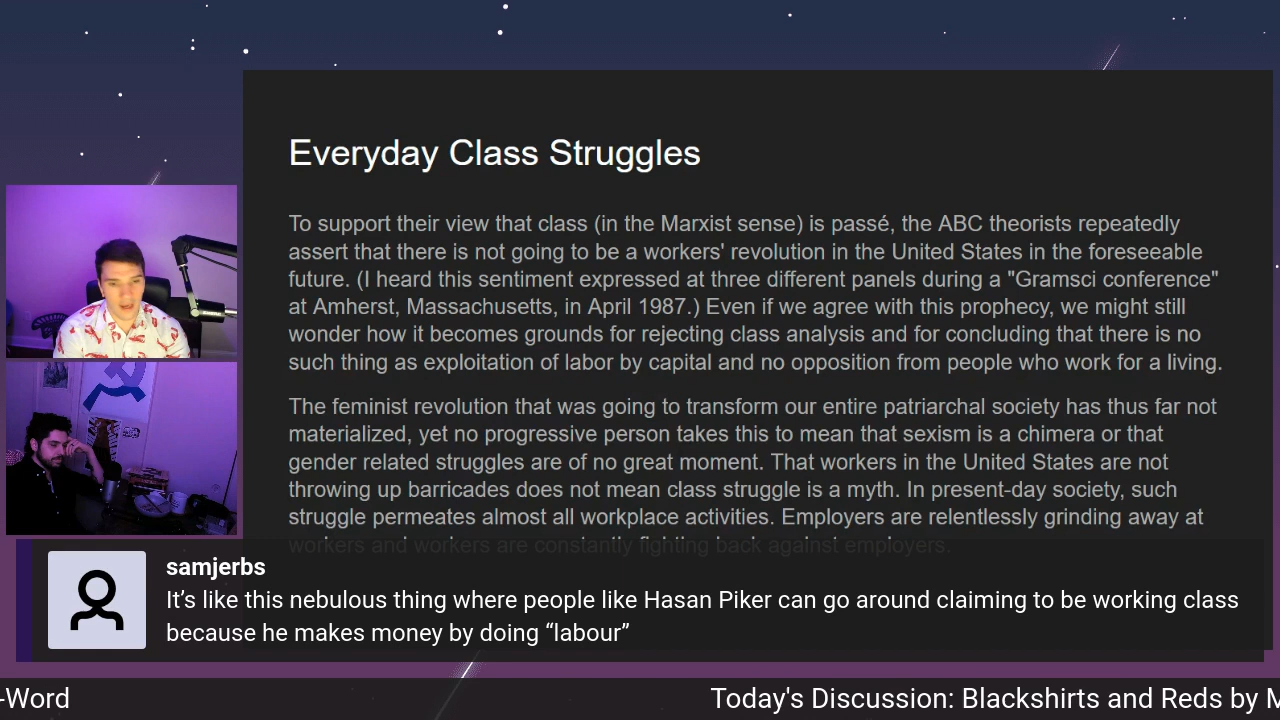 Everyday Class Struggles
To support their view that class (in the Marxist sense) is passé, the ABC theorists repeatedly
assert that there is not going to be a workers' revolution in the United States in the foreseeable
future. (I heard this sentiment expressed at three different panels during a "Gramsci conference"
at Amherst, Massachusetts, in April 1987.) Even if we agree with this prophecy, we might still
wonder how it becomes grounds for rejecting class analysis and for concluding that there is no
such thing as exploitation of labor by capital and no opposition from people who work for a living.
The feminist revolution that was going to transform our entire patriarchal society has thus far not
materialized, yet no progressive person takes this to mean that sexism is a chimera or that
gender related struggles are of no great moment. That workers in the United States are not
throwing up barricades does not mean class struggle is a myth. In present-day society, such
struggle permeates almost all workplace activities. Employers are relentlessly grinding away at
workers and workers are constantly fighting back against employers.
samjerbs
It’s like this nebulous thing where people like Hasan Piker can go around claiming to be working class
because he makes money by doing “labour”
-Word
Today's Discussion: Blackshirts and Reds by M